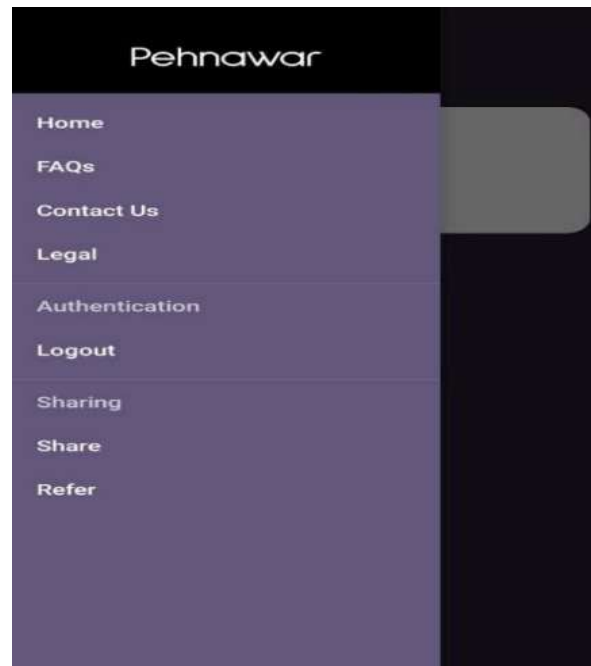 Pehnawar
Home
FAQs
Contact Us
Legal
Authentication
Logout
Sharing
Share
Refer